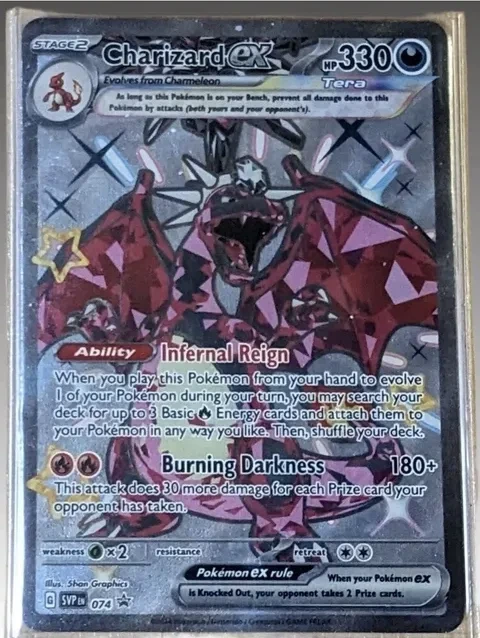 STAGE2 Charizard ex HP330
Evolves from Charmeleon Tera
As long as this Pokémon is on your Bench, prevent all damage done to this
Pokémon by attacks (both yours and your opponent's).
Ability Infernal Reign
When you play this Pokémon from your hand to evolve
1 of your Pokémon during your turn, you may search your
deck for up to 3 Basic Energy cards and attach them to
your Pokémon in any way you like. Then, shuffle your deck.
Burning Darkness 180+
This attack does 30 more damage for each Prize card your
opponent has taken.
weakness ×2 resistance retreat
Illus. 5ban Graphics
Pokémon ex rule When your Pokémon ex
is Knocked Out, your opponent takes 2 Prize cards.
G SVP EN 074